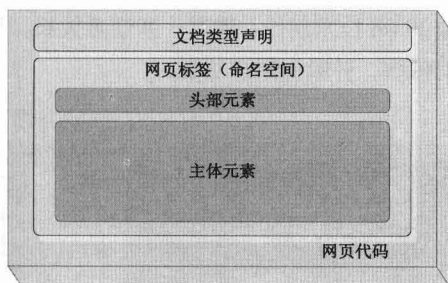 文档类型声明
网页标签（命名空间）
头部元素
主体元素
网页代码